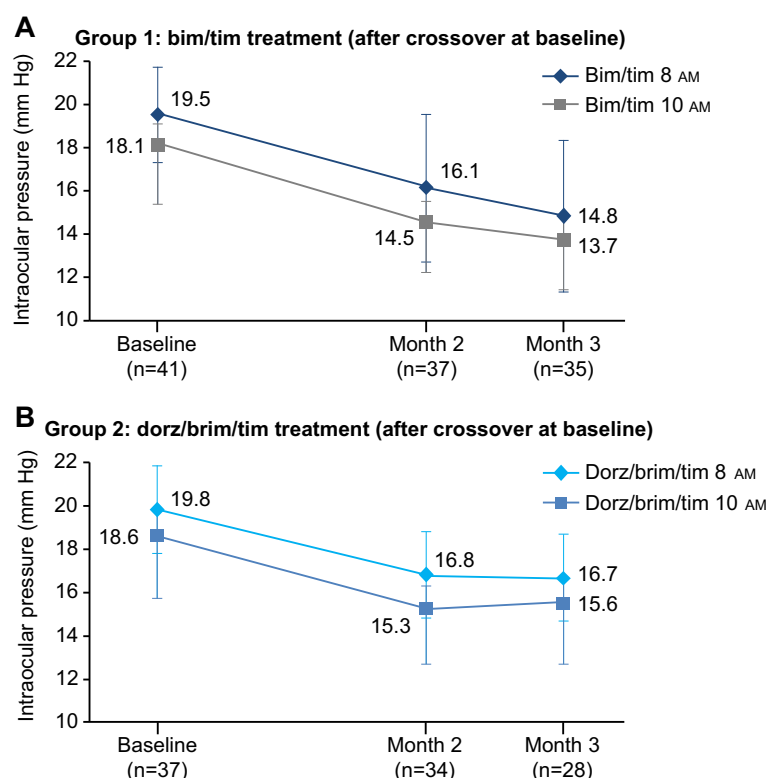 A
Group 1: bim/tim treatment (after crossover at baseline)
Intraocular pressure (mm Hg)
22
20
18
16
14
12
10
19.5
18.1
16.1
14.5
14.8
13.7
Bim/tim 8 AM
Bim/tim 10 AM
Baseline
(n=41)
Month 2
(n=37)
Month 3
(n=35)
B
Group 2: dorz/brim/tim treatment (after crossover at baseline)
Intraocular pressure (mm Hg)
22
20
18
16
14
12
10
19.8
18.6
16.8
15.3
16.7
15.6
Dorz/brim/tim 8 AM
Dorz/brim/tim 10 AM
Baseline
(n=37)
Month 2
(n=34)
Month 3
(n=28)